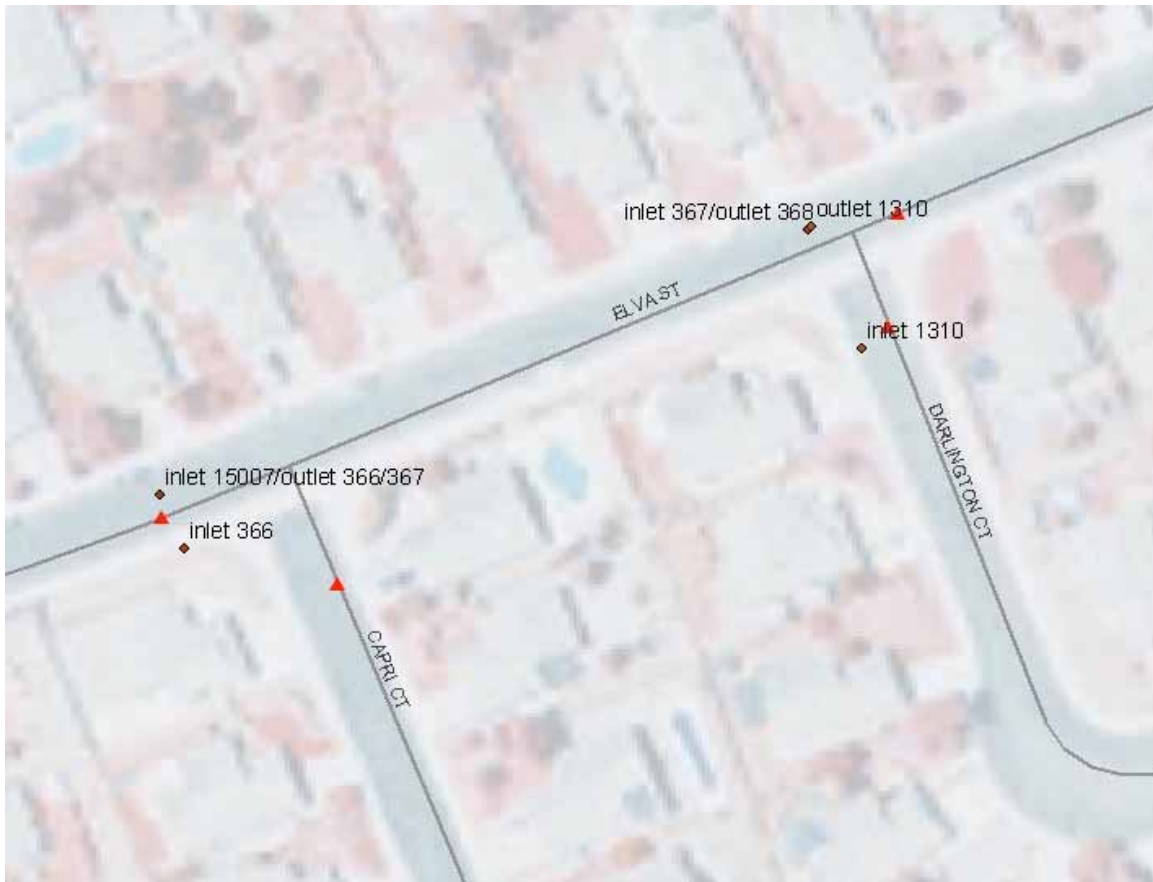 inlet 367/outlet 368
outlet 1310
ELVA ST
inlet 1310
DARLINGTON CT
inlet 15007/outlet 366/367
inlet 366
CAPRI CT